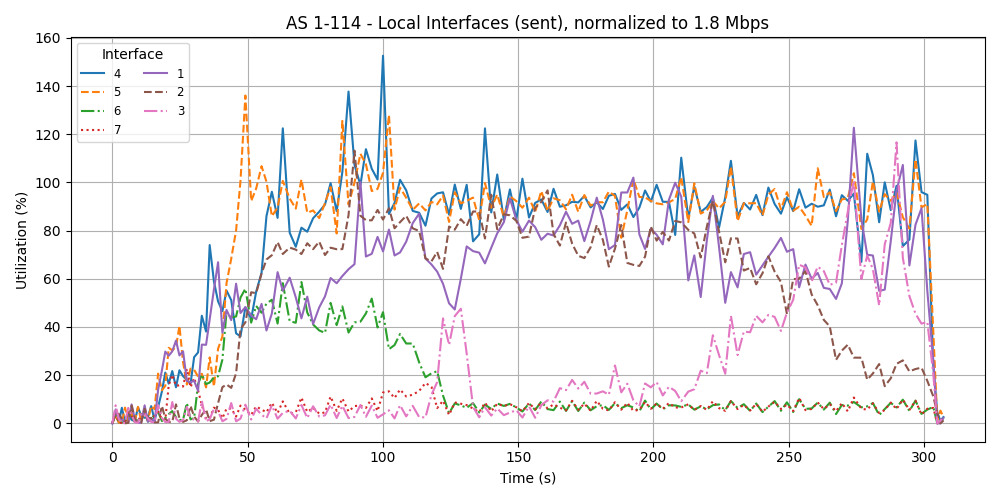 AS 1-114 - Local Interfaces (sent), normalized to 1.8 Mbps
Interface
4 1
5 2
6 3
7
Utilization (%)
160
140
120
100
80
60
40
20
0
0 50 100 150 200 250 300
Time (s)